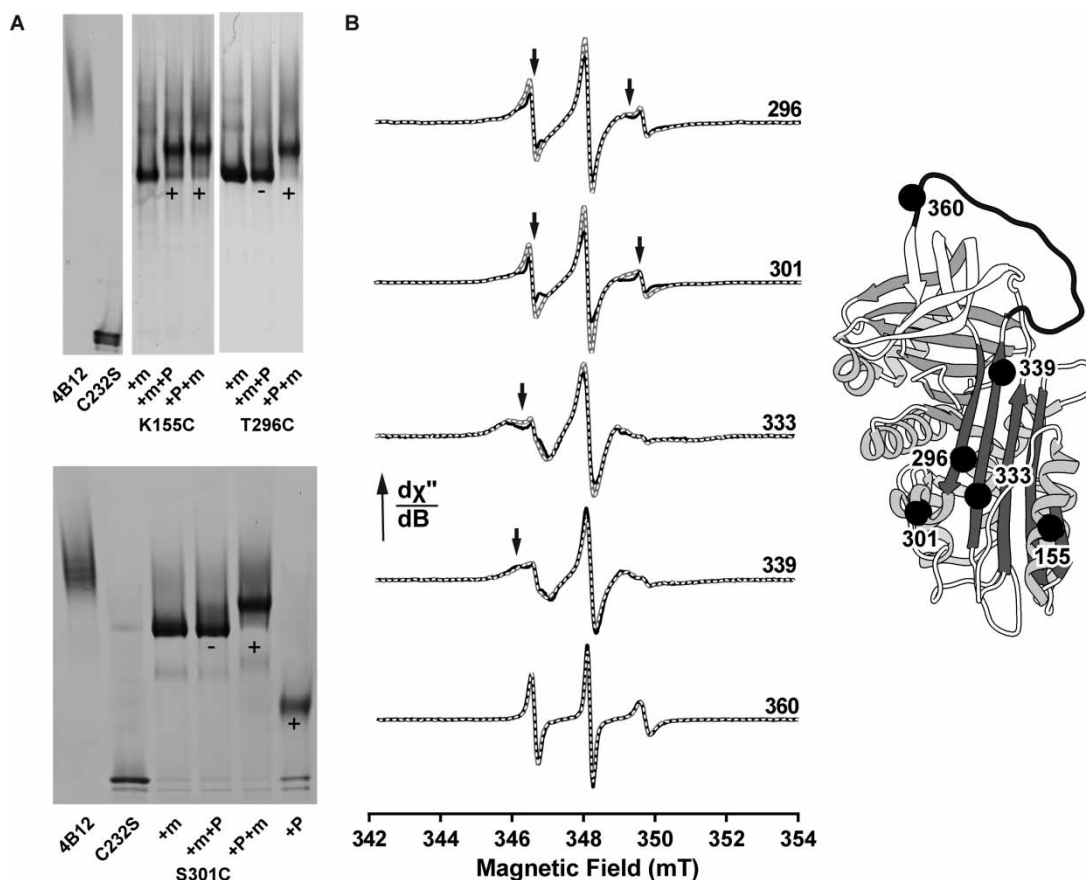 A
4B12
C232S
+m
+m+P
+P+m
K155C
+m
+m+P
+P+m
T296C
+
+
-
+
4B12
C232S
+m
+m+P
+P+m
+P
S301C
-
+
+
B
296
301
333
339
360
dχ"
dB
342
344
346
348
350
352
354
Magnetic Field (mT)
360
339
296
333
301
155